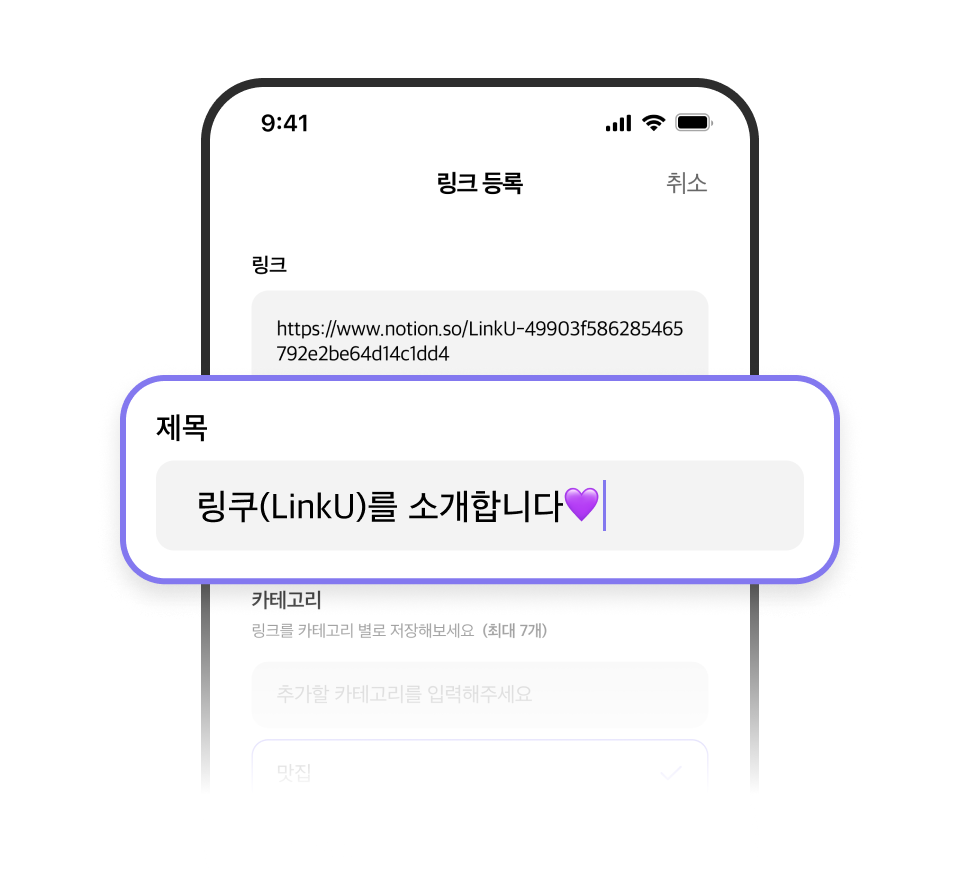 9:41
링크 등록 취소
링크
https://www.notion.so/LinkU-49903f586285465
792e2be64d14c1dd4
제목
링쿠(LinkU)를 소개합니다💜
카테고리
링크를 카테고리 별로 저장해보세요 (최대 7개)
추가할 카테고리를 입력해주세요
맛집